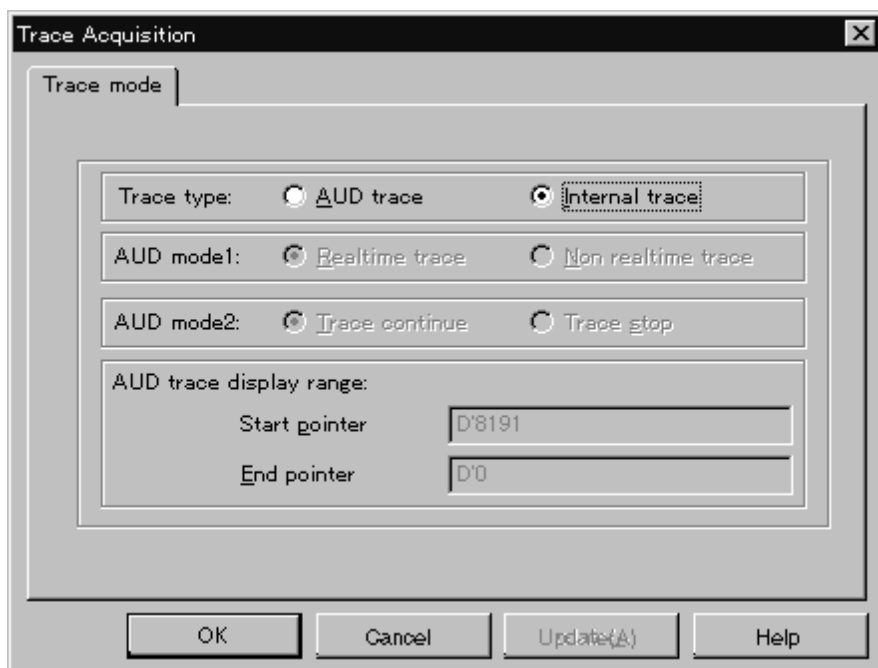 Trace Acquisition
Trace mode
Trace type: AUD trace Internal trace
AUD mode1: Realtime trace Non realtime trace
AUD mode2: Trace continue Trace stop
AUD trace display range:
Start pointer D'8191
End pointer D'0
OK Cancel Update(A) Help